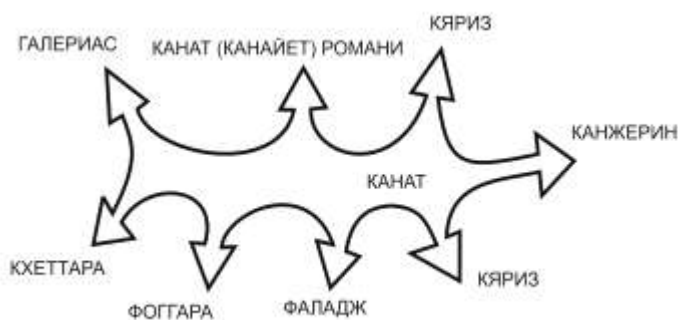 КЯРИЗ
ГАЛЕРИАС
КАНАТ (КАНАЙЕТ) РОМАНИ
КАНЖЕРИН
КАНАТ
КХЕТТАРА
КЯРИЗ
ФОГГАРА
ФАЛАДЖ